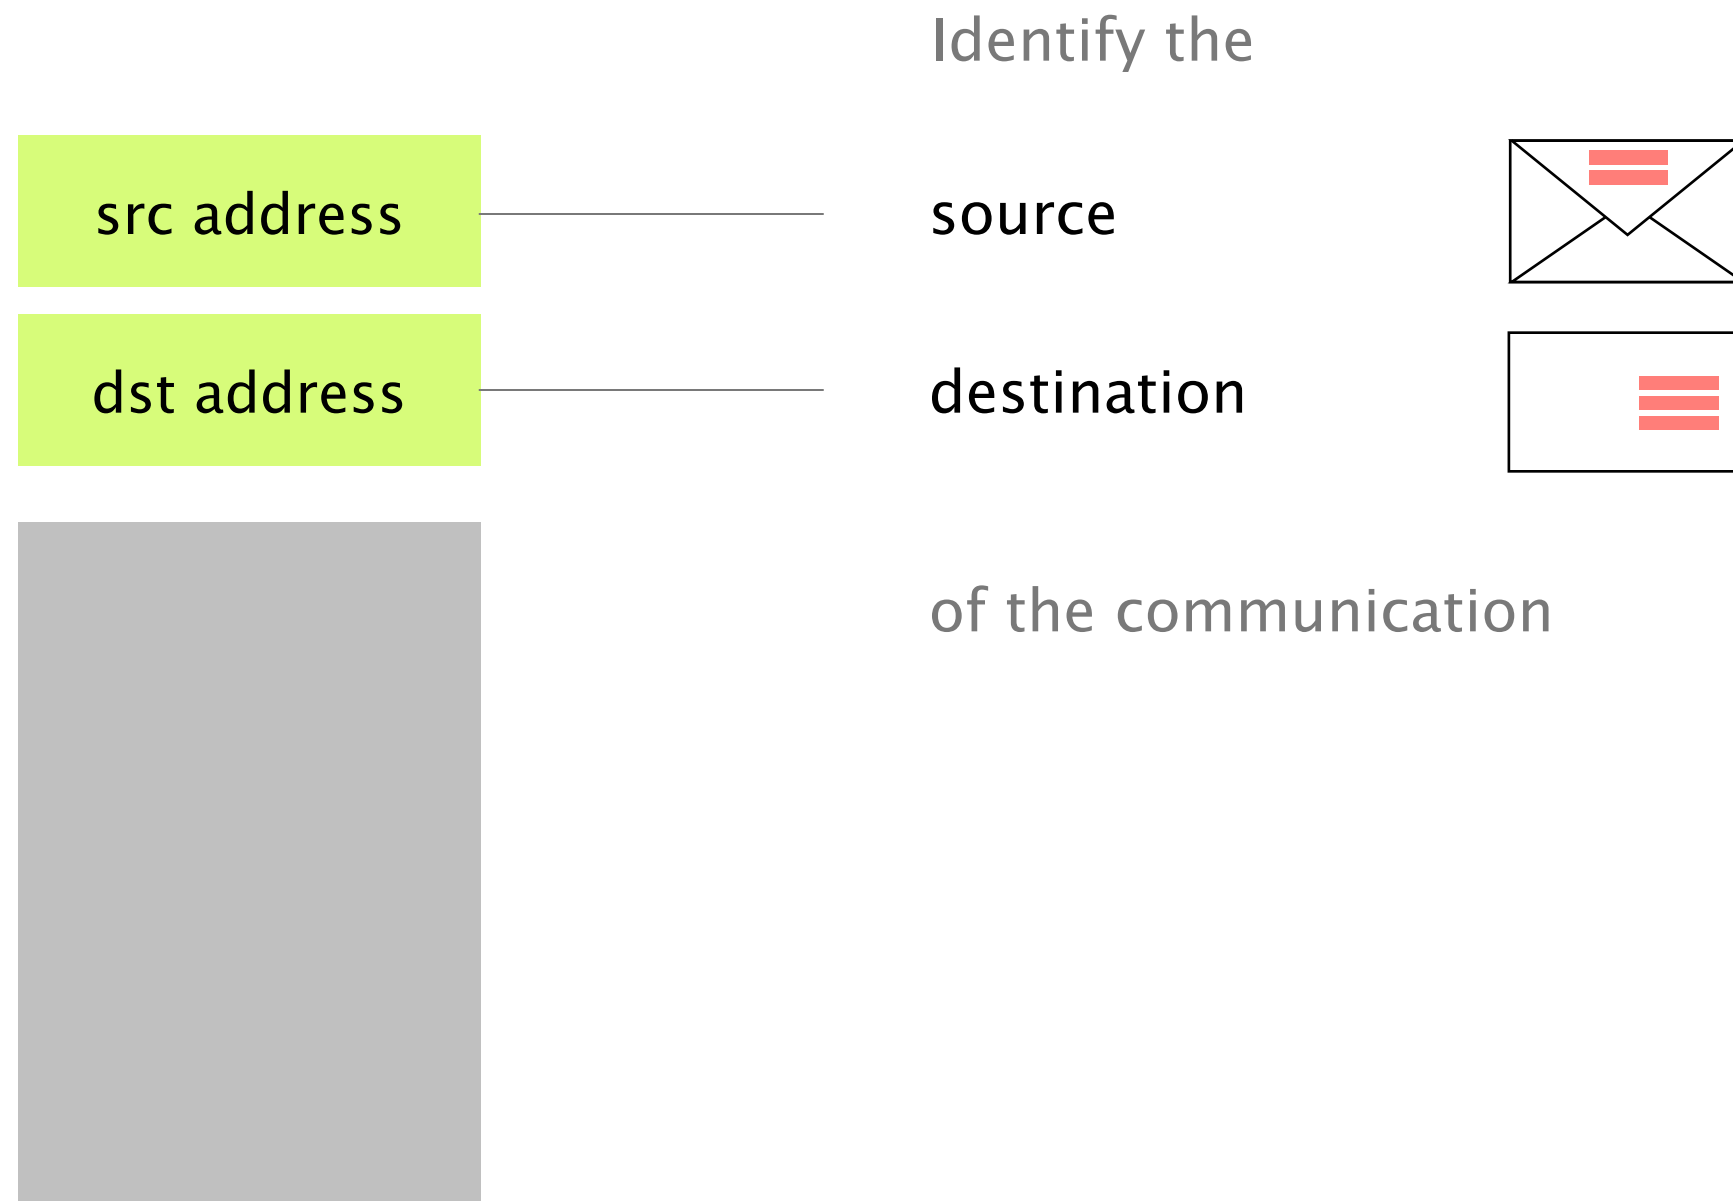 Identify the
src address
source
dst address
destination
of the communication